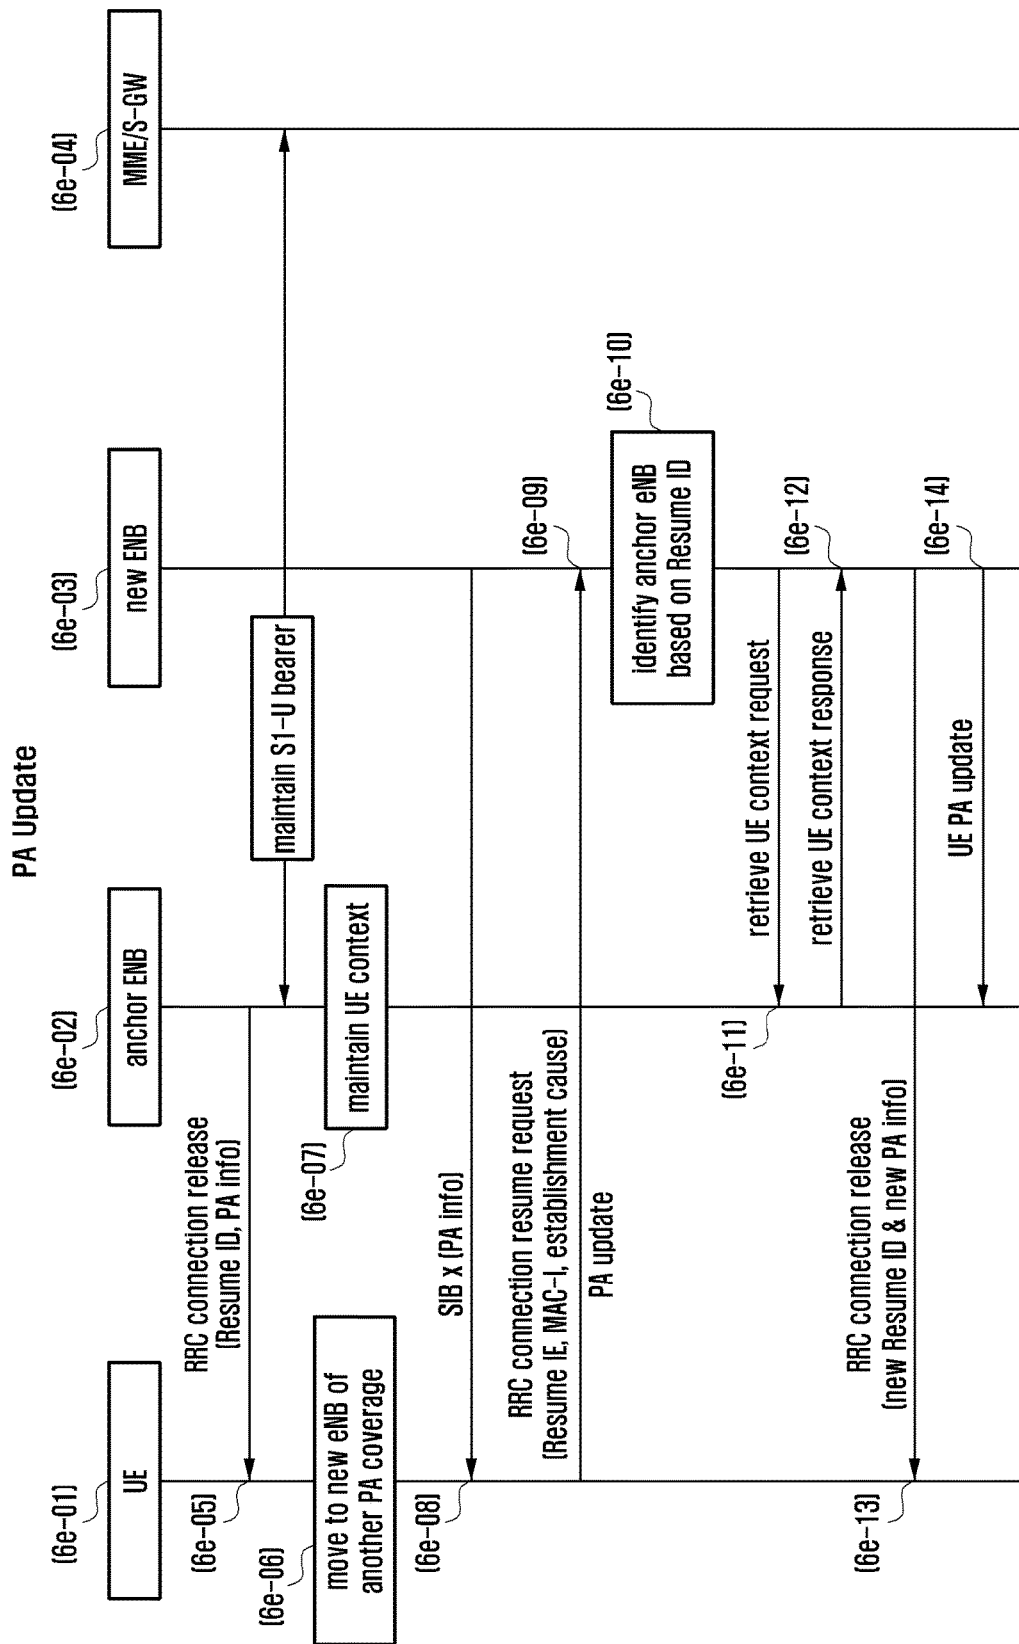 PA Update
(6e-01)
(6e-02)
(6e-03)
(6e-04)
UE
anchor ENB
new ENB
MME/S-GW
RRC connection release
(Resume ID, PA info)
(6e-05)
maintain S1-U bearer
(6e-06)
move to new eNB of
another PA coverage
(6e-07)
maintain UE context
SIB x (PA info)
(6e-08)
RRC connection resume request
(Resume IE, MAC-I, establishment cause)
PA update
(6e-09)
identify anchor eNB
based on Resume ID
(6e-10)
retrieve UE context request
(6e-11)
retrieve UE context response
(6e-12)
RRC connection release
(new Resume ID & new PA info)
(6e-13)
UE PA update
(6e-14)